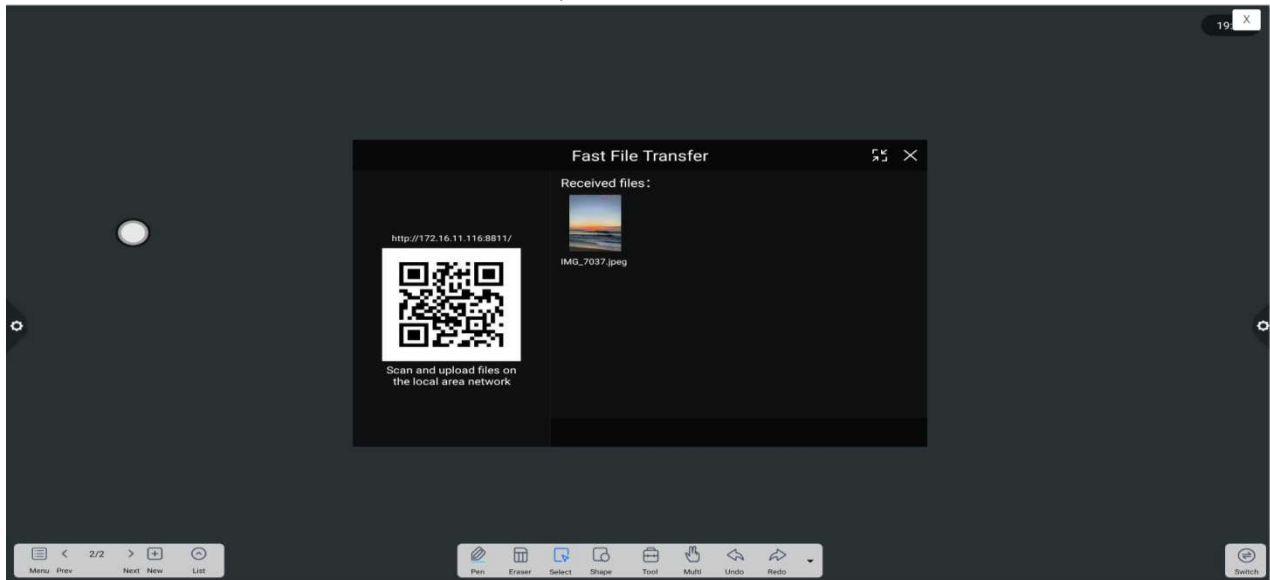 19:
X
Fast File Transfer
Received files:
http://172.16.11.116:8811/
IMG_7037.jpeg
Scan and upload files on
the local area network
2/2
Menu Prev Next New List
Pen Eraser Select Shape Tool Multi Undo Redo
Switch